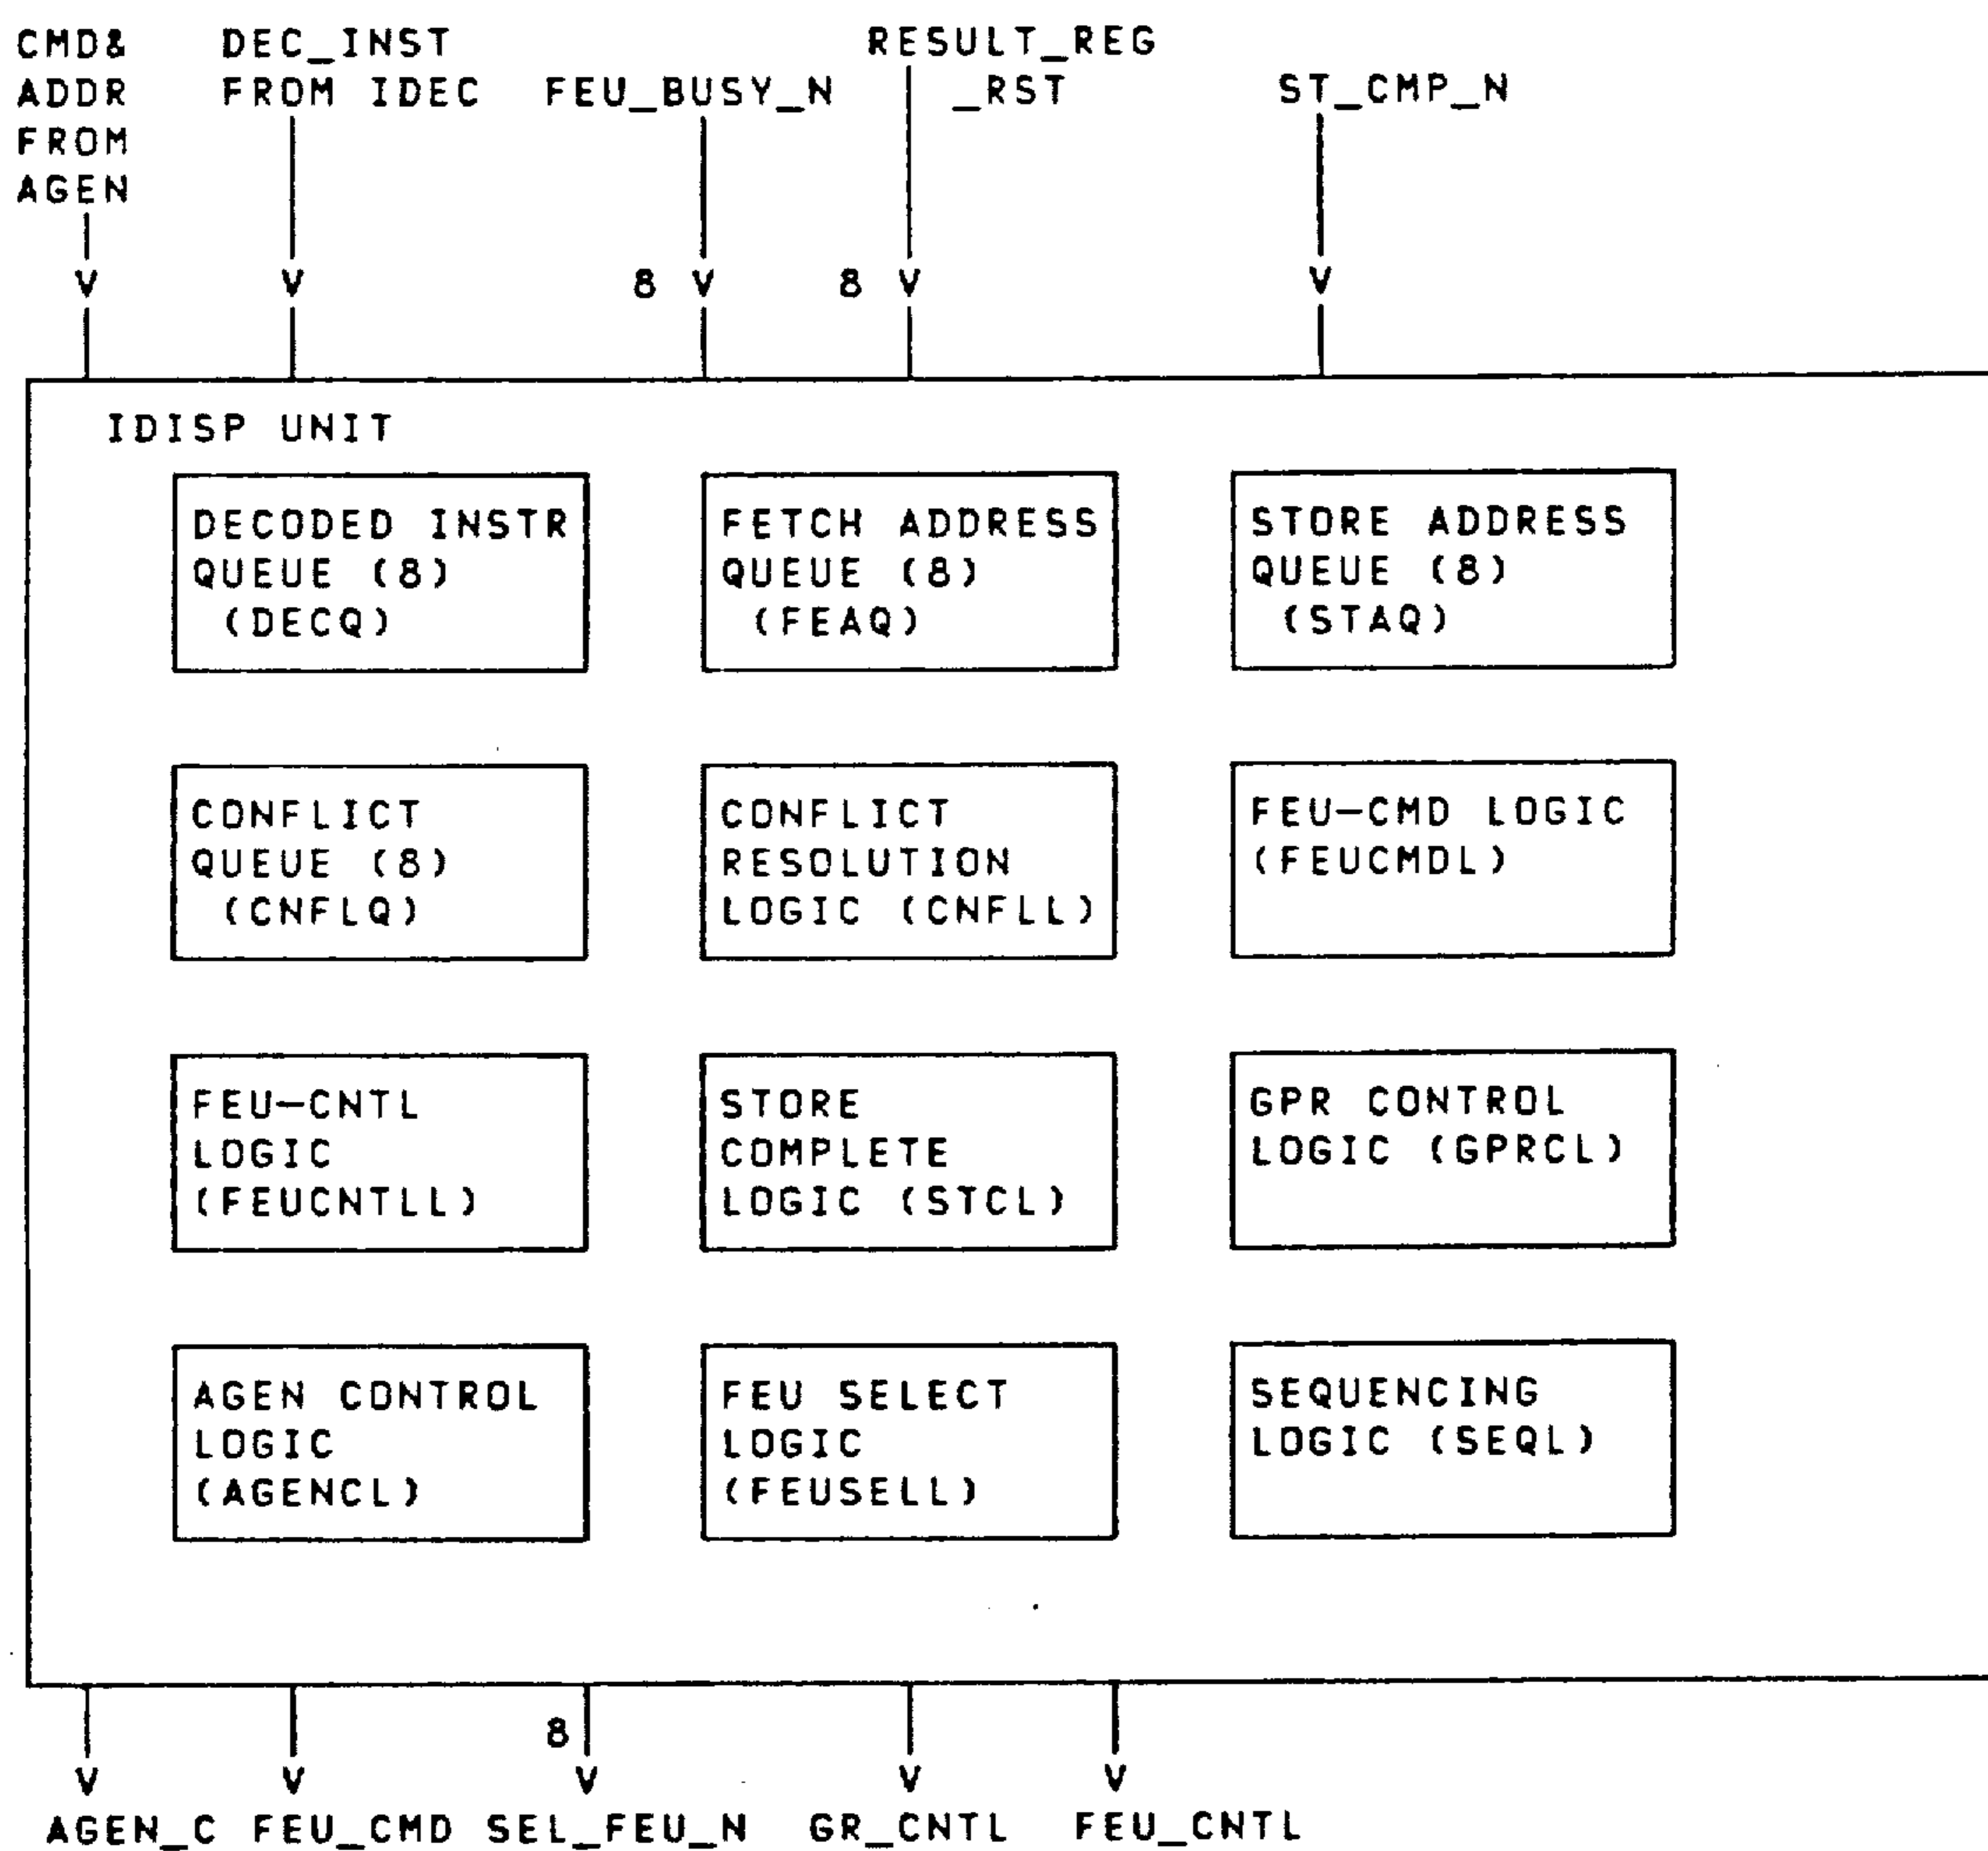 CMD&
ADDR
FROM
AGEN
DEC_INST
FROM IDEC
FEU_BUSY_N
RESULT_REG
_RST
ST_CMP_N
V
V
8 V
8 V
V
IDISP UNIT
DECODED INSTR
QUEUE (8)
(DECQ)
FETCH ADDRESS
QUEUE (8)
(FEAQ)
STORE ADDRESS
QUEUE (8)
(STAQ)
CONFLICT
QUEUE (8)
(CNFLQ)
CONFLICT
RESOLUTION
LOGIC (CNFLL)
FEU-CMD LOGIC
(FEUCMDL)
FEU-CNTL
LOGIC
(FEUCNTLL)
STORE
COMPLETE
LOGIC (STCL)
GPR CONTROL
LOGIC (GPRCL)
AGEN CONTROL
LOGIC
(AGENCL)
FEU SELECT
LOGIC
(FEUSELL)
SEQUENCING
LOGIC (SEQL)
8
V V V V V
AGEN_C FEU_CMD SEL_FEU_N GR_CNTL FEU_CNTL